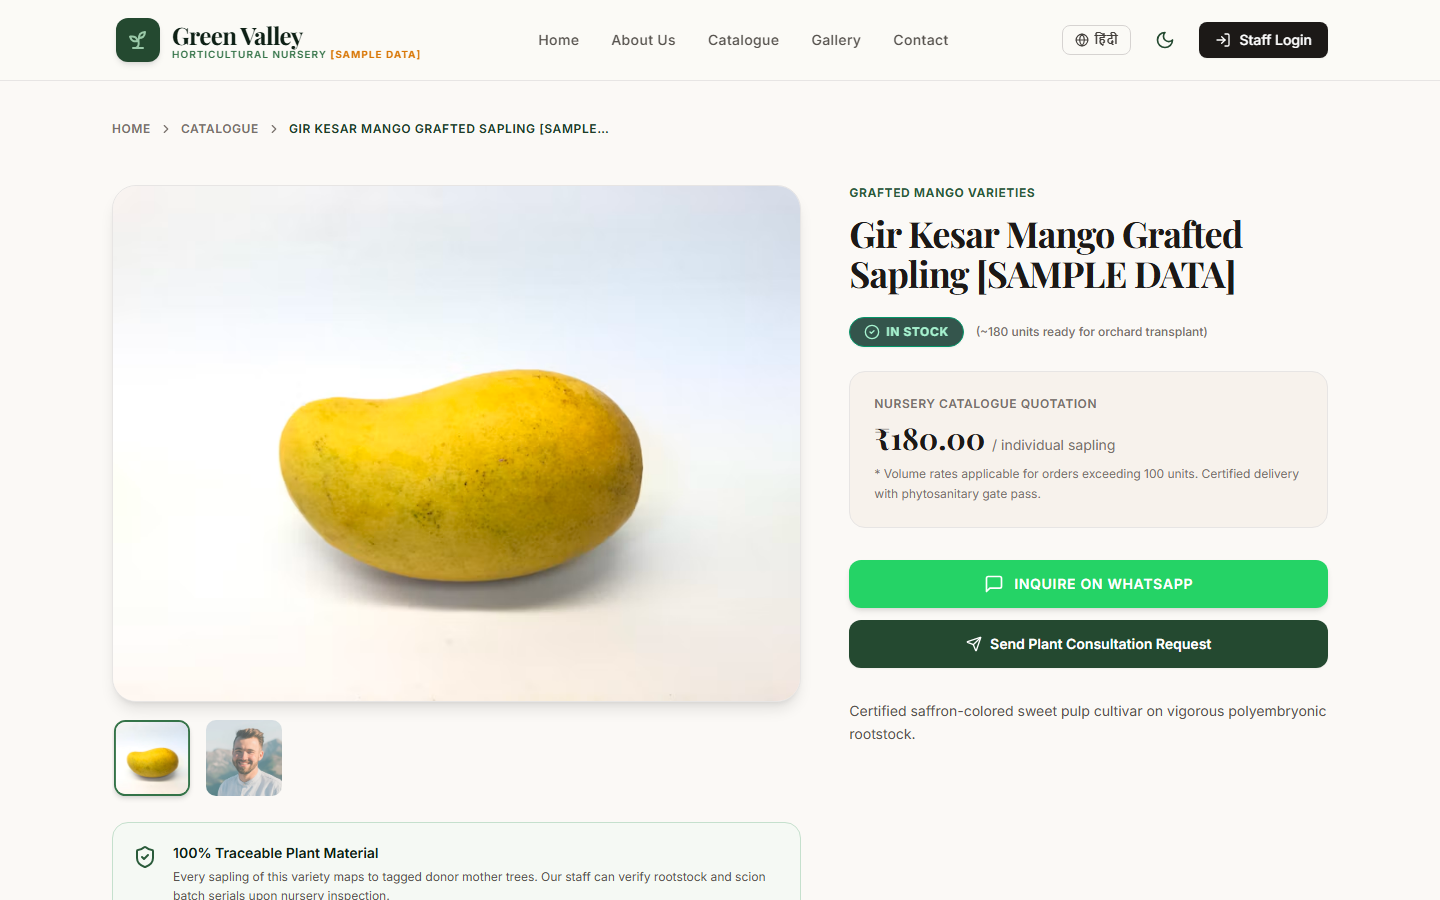 Green Valley
HORTICULTURAL NURSERY [SAMPLE DATA]
Home
About Us
Catalogue
Gallery
Contact
हिंदी
Staff Login
HOME > CATALOGUE > GIR KESAR MANGO GRAFTED SAPLING [SAMPLE...
GRAFTED MANGO VARIETIES
Gir Kesar Mango Grafted
Sapling [SAMPLE DATA]
IN STOCK (~180 units ready for orchard transplant)
NURSERY CATALOGUE QUOTATION
₹180.00 / individual sapling
* Volume rates applicable for orders exceeding 100 units. Certified delivery
with phytosanitary gate pass.
INQUIRE ON WHATSAPP
Send Plant Consultation Request
Certified saffron-colored sweet pulp cultivar on vigorous polyembryonic
rootstock.
100% Traceable Plant Material
Every sapling of this variety maps to tagged donor mother trees. Our staff can verify rootstock and scion
batch serials upon nursery inspection.